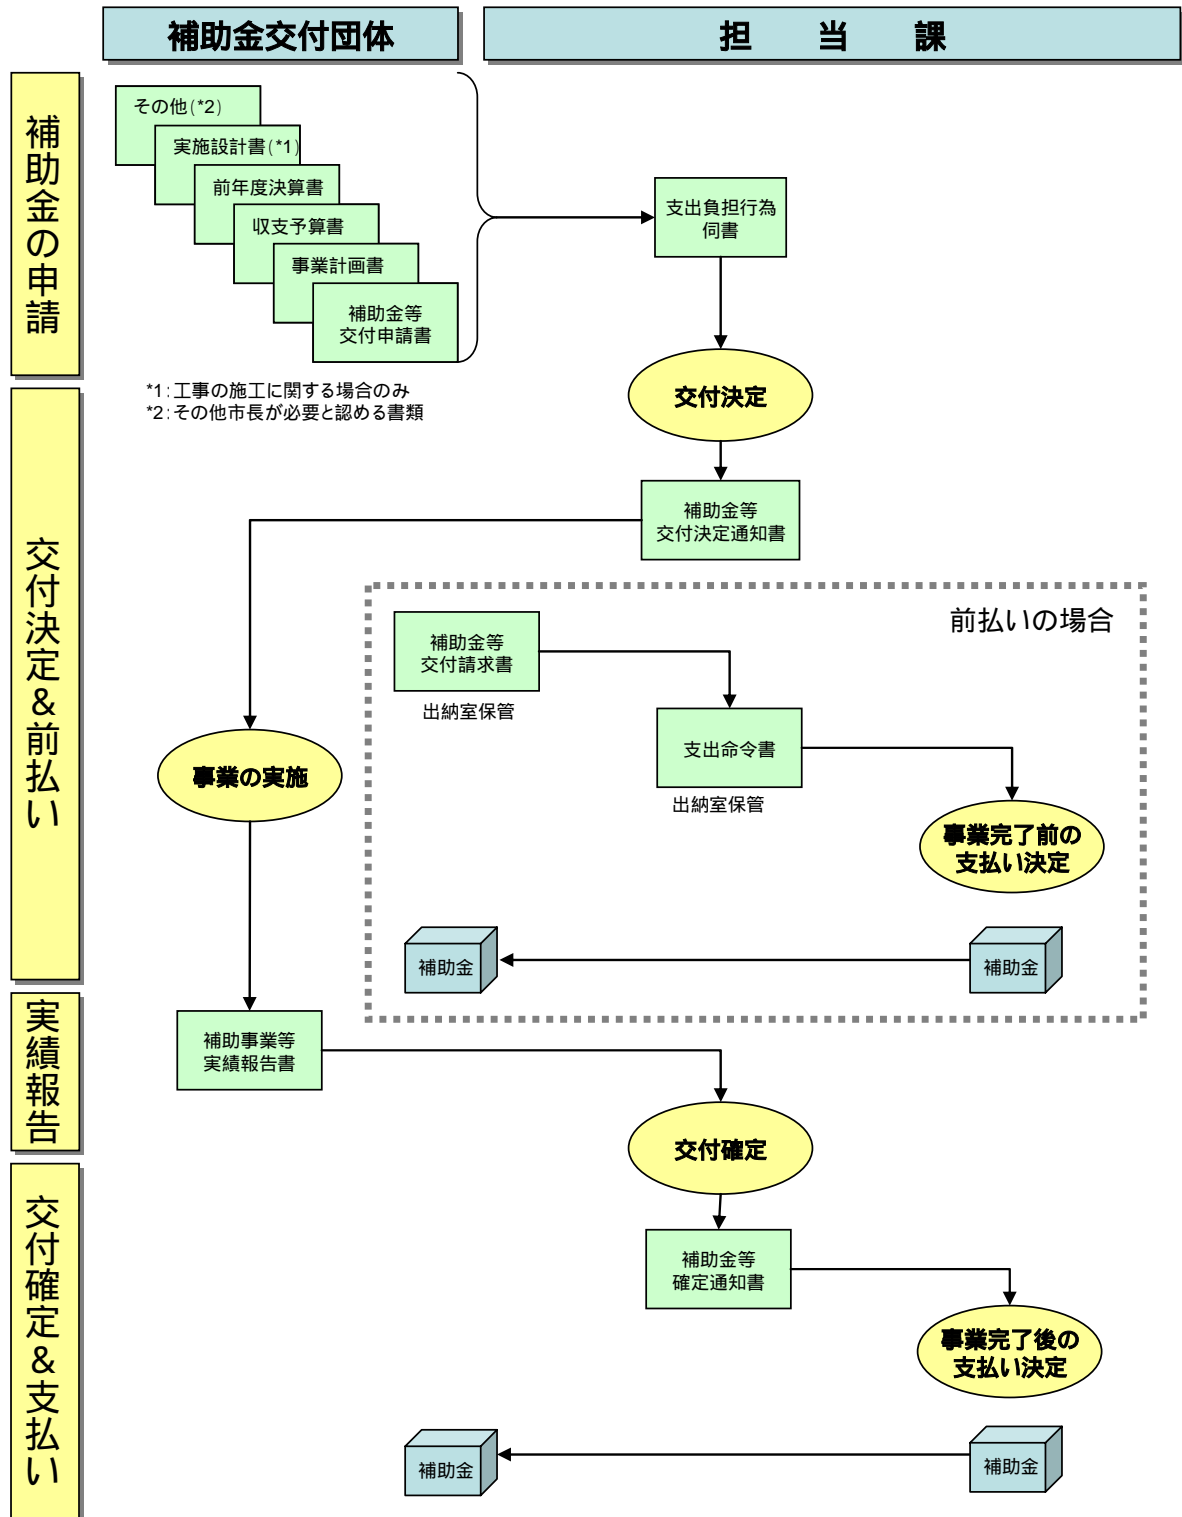 補助金交付団体
担　当　課
補助金の申請
その他(*2)
実施設計書(*1)
前年度決算書
収支予算書
事業計画書
補助金等
交付申請書
*1:工事の施工に関する場合のみ
*2:その他市長が必要と認める書類
支出負担行為
伺書
交付決定
補助金等
交付決定通知書
交付決定&前払い
前払いの場合
補助金等
交付請求書
出納室保管
支出命令書
出納室保管
事業の実施
事業完了前の
支払い決定
補助金
補助金
実績報告
補助事業等
実績報告書
交付確定
交付確定&支払い
補助金等
確定通知書
事業完了後の
支払い決定
補助金
補助金